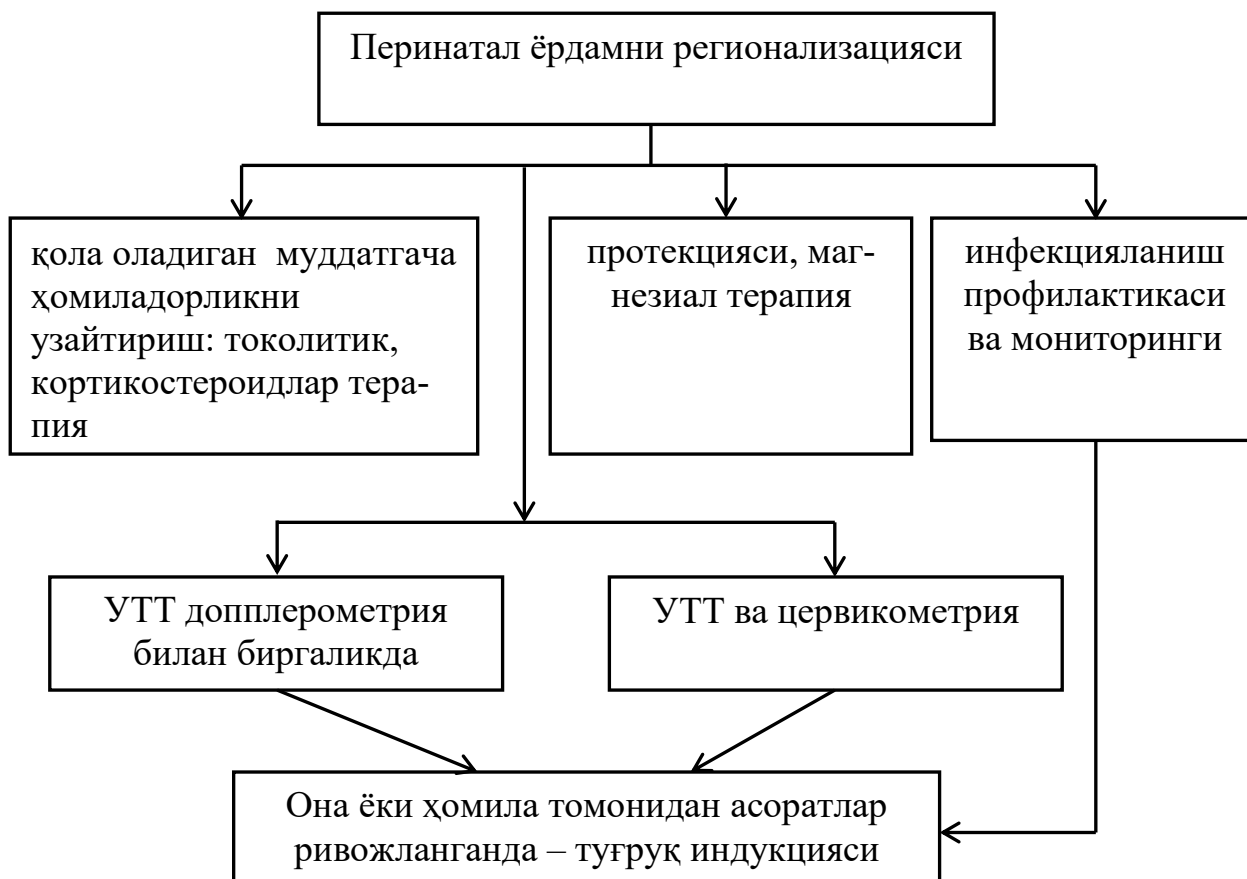 Перинатал ёрдамни регионализацияси
қола оладиган муддатгача
ҳомиладорликни
узайтириш: токолитик,
кортикостероидлар тера-
пия
протекцияси, маг-
незиал терапия
инфекцияланиш
профилактикаси
ва мониторинги
УТТ допплерометрия
билан биргаликда
УТТ ва цервикометрия
Она ёки ҳомила томонидан асоратлар
ривожланганда – туғруқ индукцияси